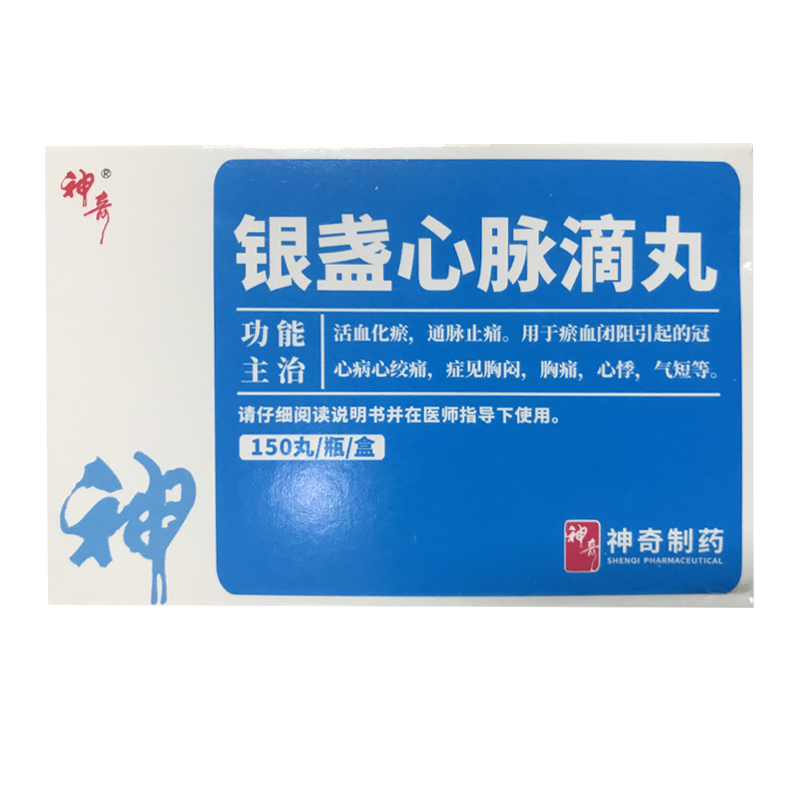 神奇®
银盏心脉滴丸
功能 活血化瘀，通脉止痛。用于瘀血闭阻引起的冠
主治 心病心绞痛，症见胸闷，胸痛，心悸，气短等。
请仔细阅读说明书并在医师指导下使用。
150丸/瓶/盒
神
神奇 神奇制药
SHENQI PHARMACEUTICAL